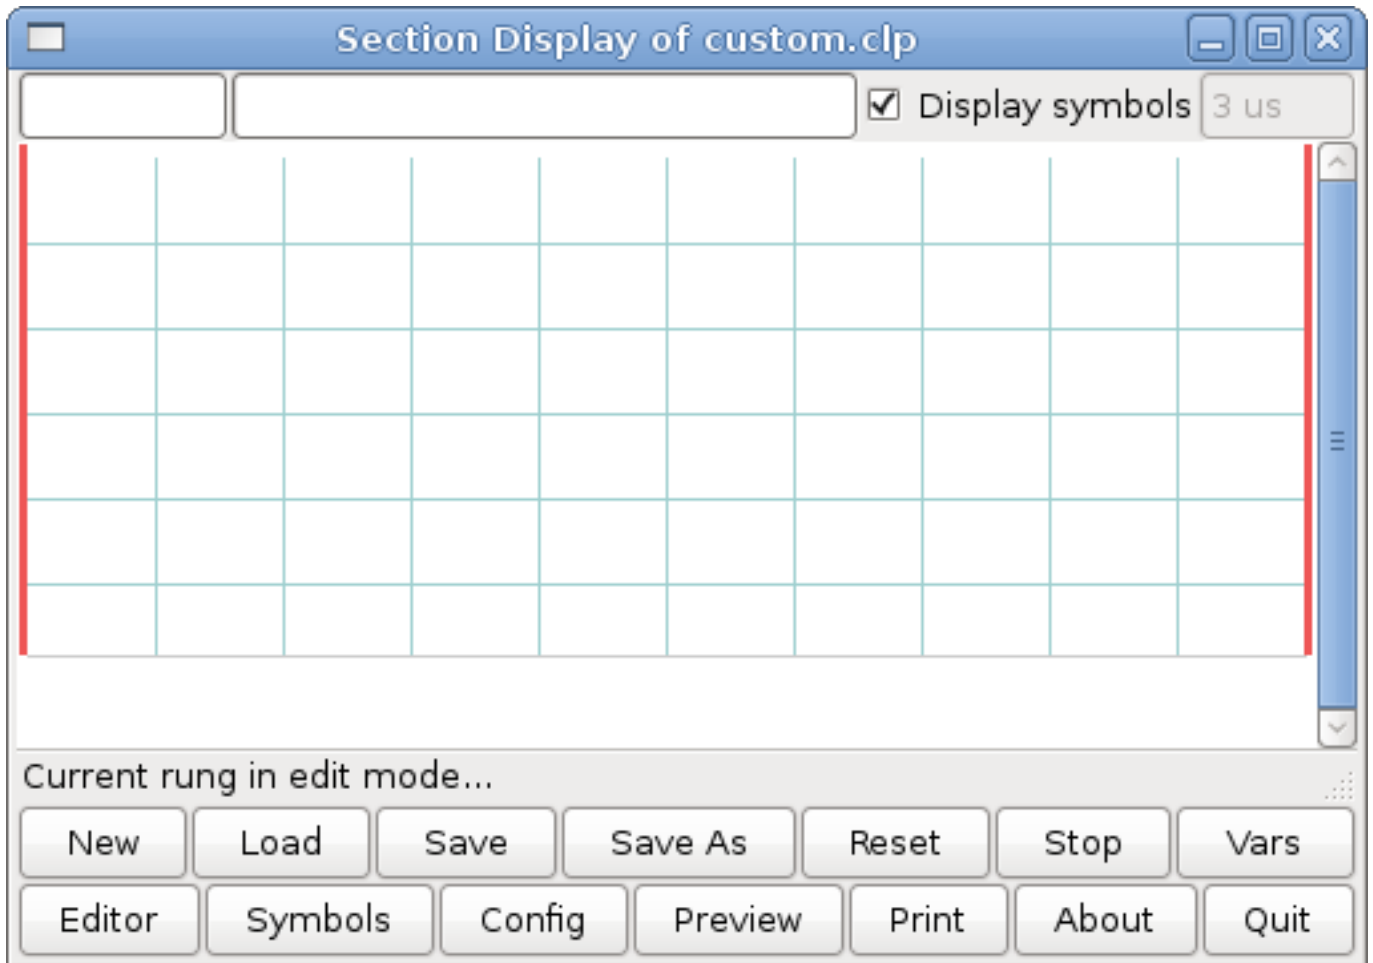 Section Display of custom.clp
Display symbols 3 us
Current rung in edit mode...
New Load Save Save As Reset Stop Vars
Editor Symbols Config Preview Print About Quit